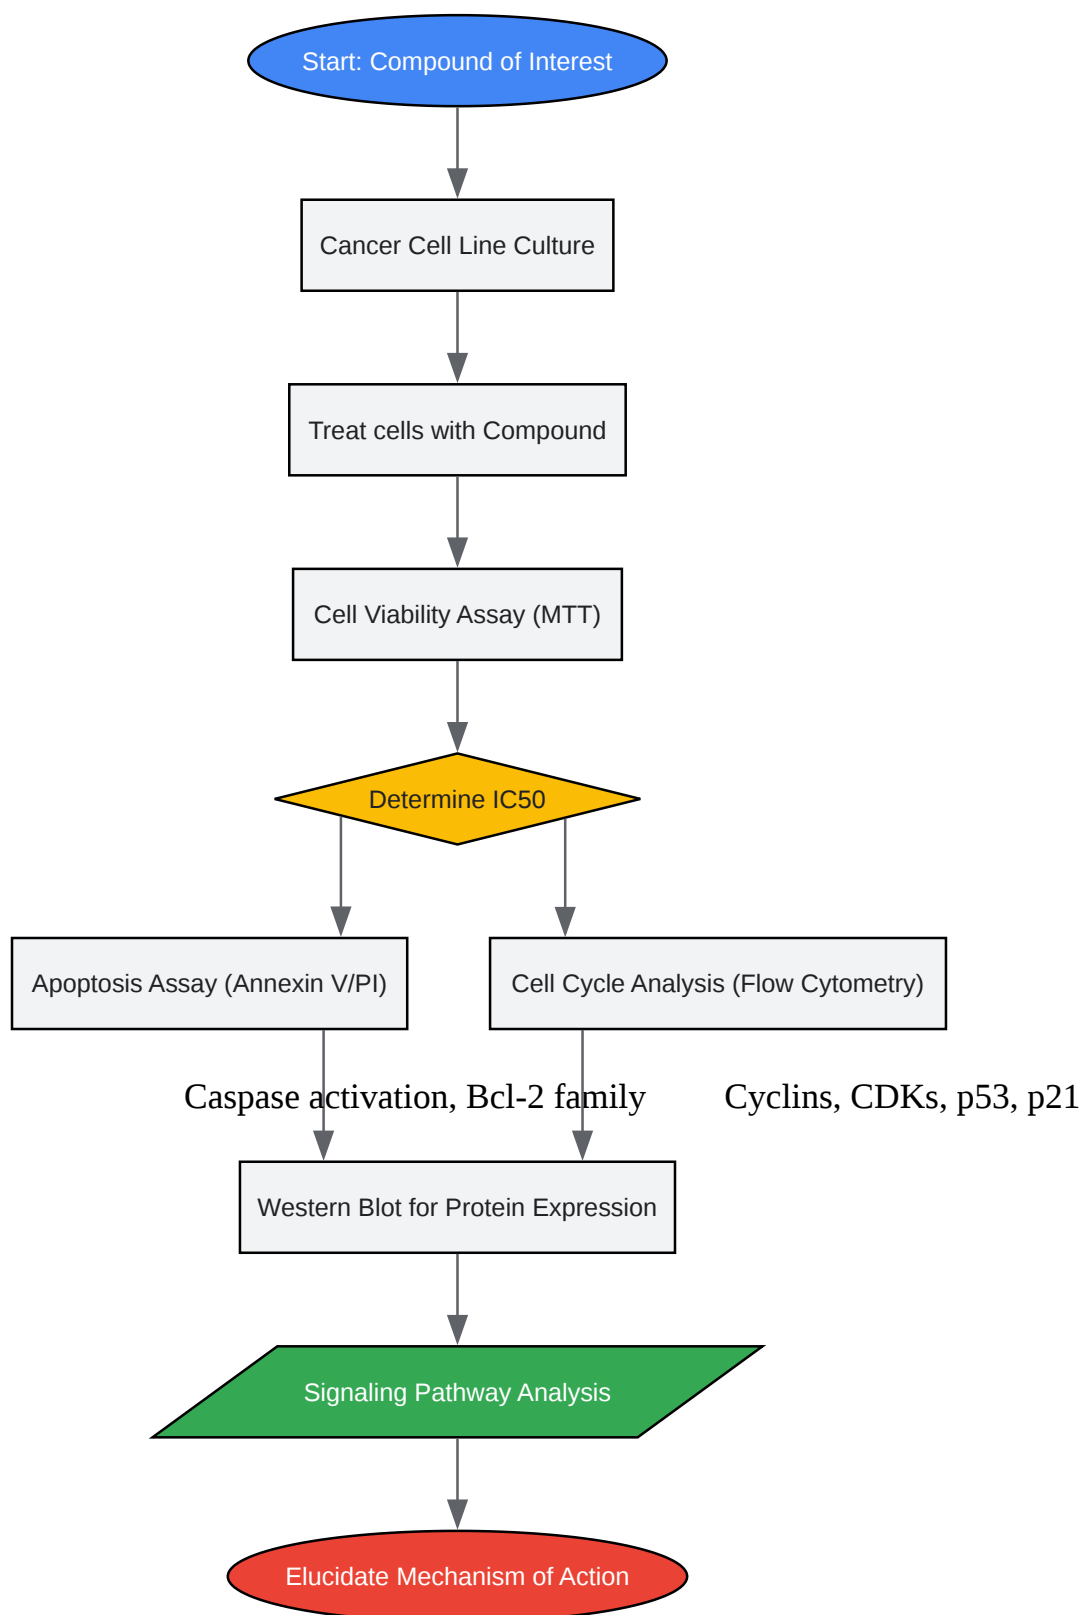 Start: Compound of Interest
Cancer Cell Line Culture
Treat cells with Compound
Cell Viability Assay (MTT)
Determine IC50
Apoptosis Assay (Annexin V/PI)
Cell Cycle Analysis (Flow Cytometry)
Caspase activation, Bcl-2 family
Cyclins, CDKs, p53, p21
Western Blot for Protein Expression
Signaling Pathway Analysis
Elucidate Mechanism of Action